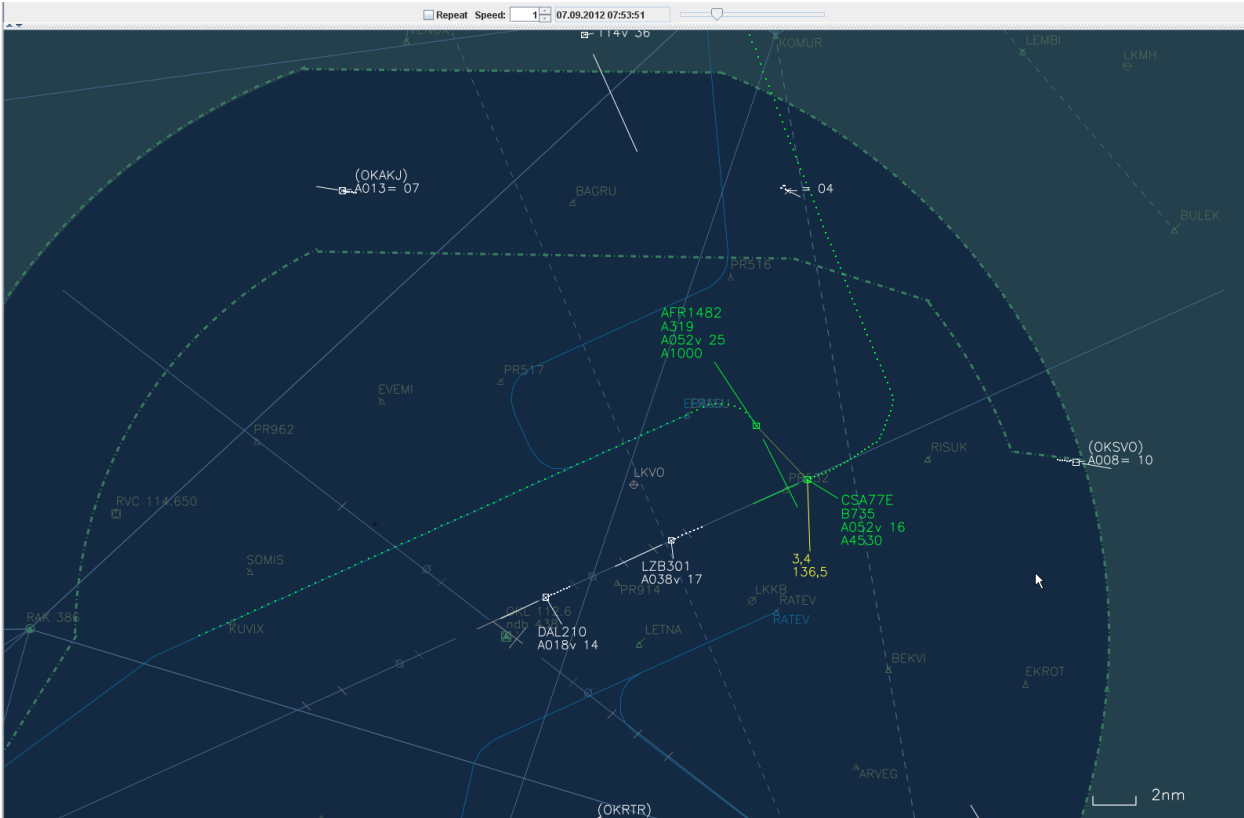 Repeat Speed: 1 07.09.2012 07:53:51
114v 36
KOMUR
LEMBI
LKMH
(OKAKJ)
A013= 07
BAGRU
= 04
BULEK
PR516
AFR1482
A319
A052v 25
A1000
PR517
EVEMI
PR962
RISUK
(OKSVO)
A008= 10
LKVO
RVC 114.650
CSA77E
B735
A052v 16
A4530
3,4
136,5
SOMIS
LZB301
A038v 17
PR914
LKKB
RATEV
RATEV
RAK 386
KUVIX
OKL 112.6
ndb 438
DAL210
A018v 14
LETNA
BEKVI
EKROT
ARVEG
2nm
(OKRTR)